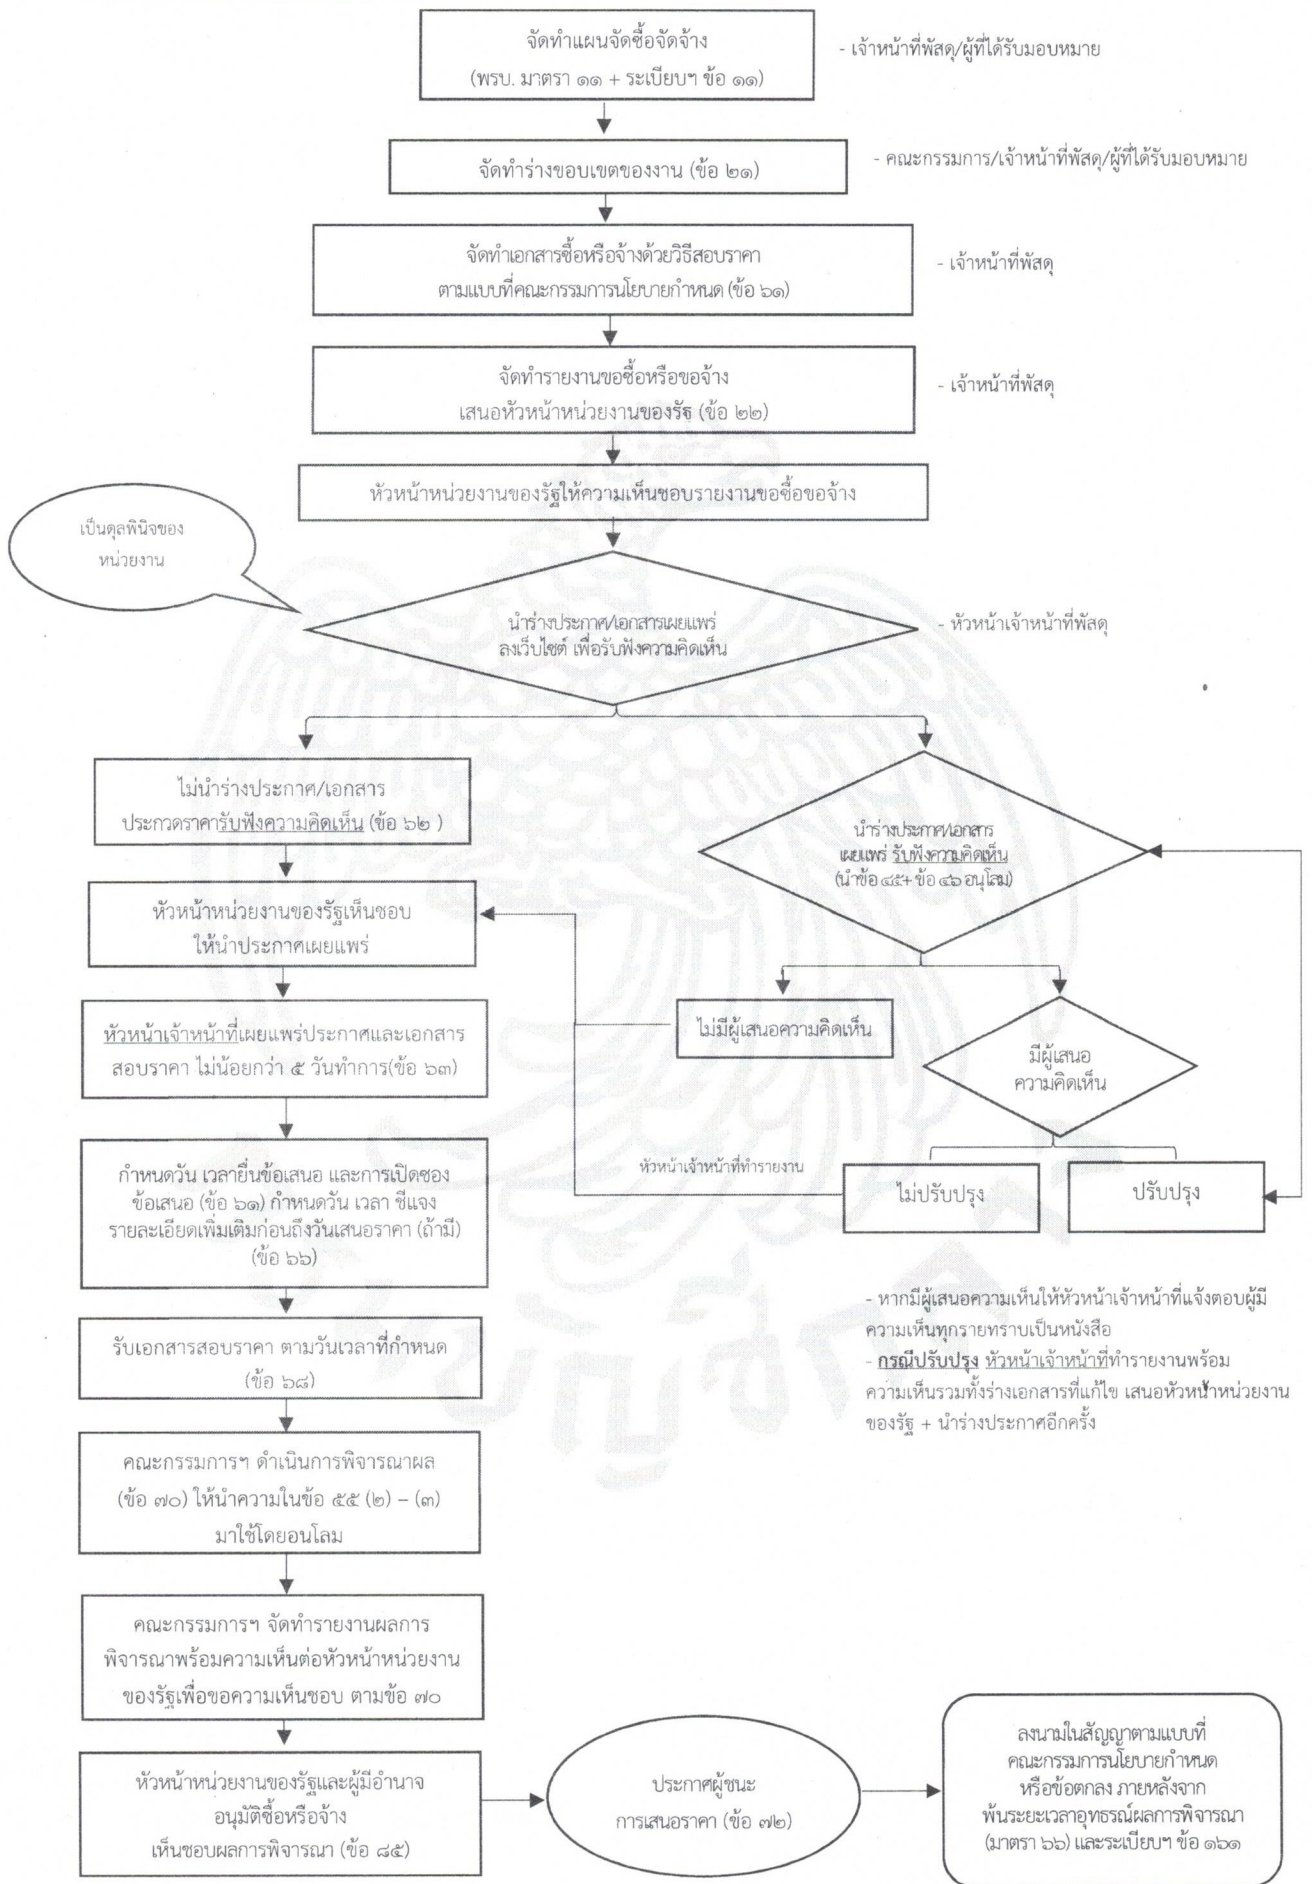 จัดทำแผนจัดซื้อจัดจ้าง
(พรบ. มาตรา ๑๑ + ระเบียบฯ ข้อ ๑๑)
- เจ้าหน้าที่พัสดุ/ผู้ที่ได้รับมอบหมาย
จัดทำร่างขอบเขตของงาน (ข้อ ๒๑)
- คณะกรรมการ/เจ้าหน้าที่พัสดุ/ผู้ที่ได้รับมอบหมาย
จัดทำเอกสารซื้อหรือจ้างด้วยวิธีสอบราคา
ตามแบบที่คณะกรรมการนโยบายกำหนด (ข้อ ๖๑)
- เจ้าหน้าที่พัสดุ
จัดทำรายงานขอซื้อหรือขอจ้าง
เสนอหัวหน้าหน่วยงานของรัฐ (ข้อ ๒๒)
- เจ้าหน้าที่พัสดุ
หัวหน้าหน่วยงานของรัฐให้ความเห็นชอบรายงานขอซื้อขอจ้าง
เป็นดุลพินิจของ
หน่วยงาน
นำร่างประกาศ/เอกสารเผยแพร่
ลงเว็บไซต์ เพื่อรับฟังความคิดเห็น
- หัวหน้าเจ้าหน้าที่พัสดุ
ไม่นำร่างประกาศ/เอกสาร
ประกวดราคารับฟังความคิดเห็น (ข้อ ๖๒ )
นำร่างประกาศ/เอกสาร
เผยแพร่ รับฟังความคิดเห็น
(นำข้อ ๔๕+ ข้อ ๔๖ อนุโลม)
หัวหน้าหน่วยงานของรัฐเห็นชอบ
ให้นำประกาศเผยแพร่
หัวหน้าเจ้าหน้าที่เผยแพร่ประกาศและเอกสาร
สอบราคา ไม่น้อยกว่า ๕ วันทำการ(ข้อ ๖๓)
ไม่มีผู้เสนอความคิดเห็น
มีผู้เสนอ
ความคิดเห็น
หัวหน้าเจ้าหน้าที่ทำรายงาน
ไม่ปรับปรุง
ปรับปรุง
กำหนดวัน เวลายื่นข้อเสนอ และการเปิดซอง
ข้อเสนอ (ข้อ ๖๑) กำหนดวัน เวลา ชี้แจง
รายละเอียดเพิ่มเติมก่อนถึงวันเสนอราคา (ถ้ามี)
(ข้อ ๖๖)
- หากมีผู้เสนอความเห็นให้หัวหน้าเจ้าหน้าที่แจ้งตอบผู้มี
ความเห็นทุกรายทราบเป็นหนังสือ
- กรณีปรับปรุง หัวหน้าเจ้าหน้าที่ทำรายงานพร้อม
ความเห็นรวมทั้งร่างเอกสารที่แก้ไข เสนอหัวหน้าหน่วยงาน
ของรัฐ + นำร่างประกาศอีกครั้ง
รับเอกสารสอบราคา ตามวันเวลาที่กำหนด
(ข้อ ๖๘)
คณะกรรมการฯ ดำเนินการพิจารณาผล
(ข้อ ๗๐) ให้นำความในข้อ ๕๕ (๒) – (๓)
มาใช้โดยอนโลม
คณะกรรมการฯ จัดทำรายงานผลการ
พิจารณาพร้อมความเห็นต่อหัวหน้าหน่วยงาน
ของรัฐเพื่อขอความเห็นชอบ ตามข้อ ๗๐
หัวหน้าหน่วยงานของรัฐและผู้มีอำนาจ
อนุมัติซื้อหรือจ้าง
เห็นชอบผลการพิจารณา (ข้อ ๘๕)
ประกาศผู้ชนะ
การเสนอราคา (ข้อ ๗๒)
ลงนามในสัญญาตามแบบที่
คณะกรรมการนโยบายกำหนด
หรือข้อตกลง ภายหลังจาก
พ้นระยะเวลาอุทธรณ์ผลการพิจารณา
(มาตรา ๖๖) และระเบียบฯ ข้อ ๑๖๑